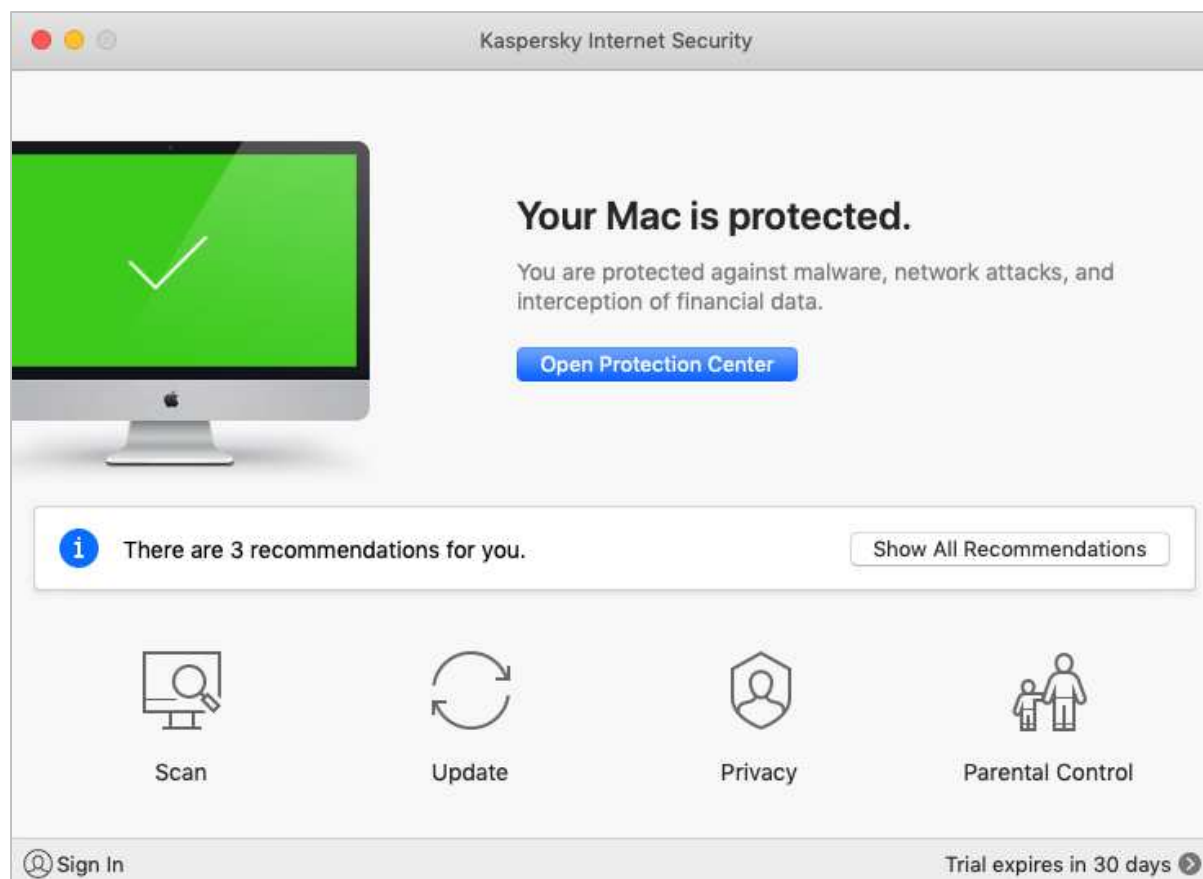 Kaspersky Internet Security
Your Mac is protected.
You are protected against malware, network attacks, and
interception of financial data.
Open Protection Center
i
There are 3 recommendations for you.
Show All Recommendations
Scan
Update
Privacy
Parental Control
Sign In
Trial expires in 30 days